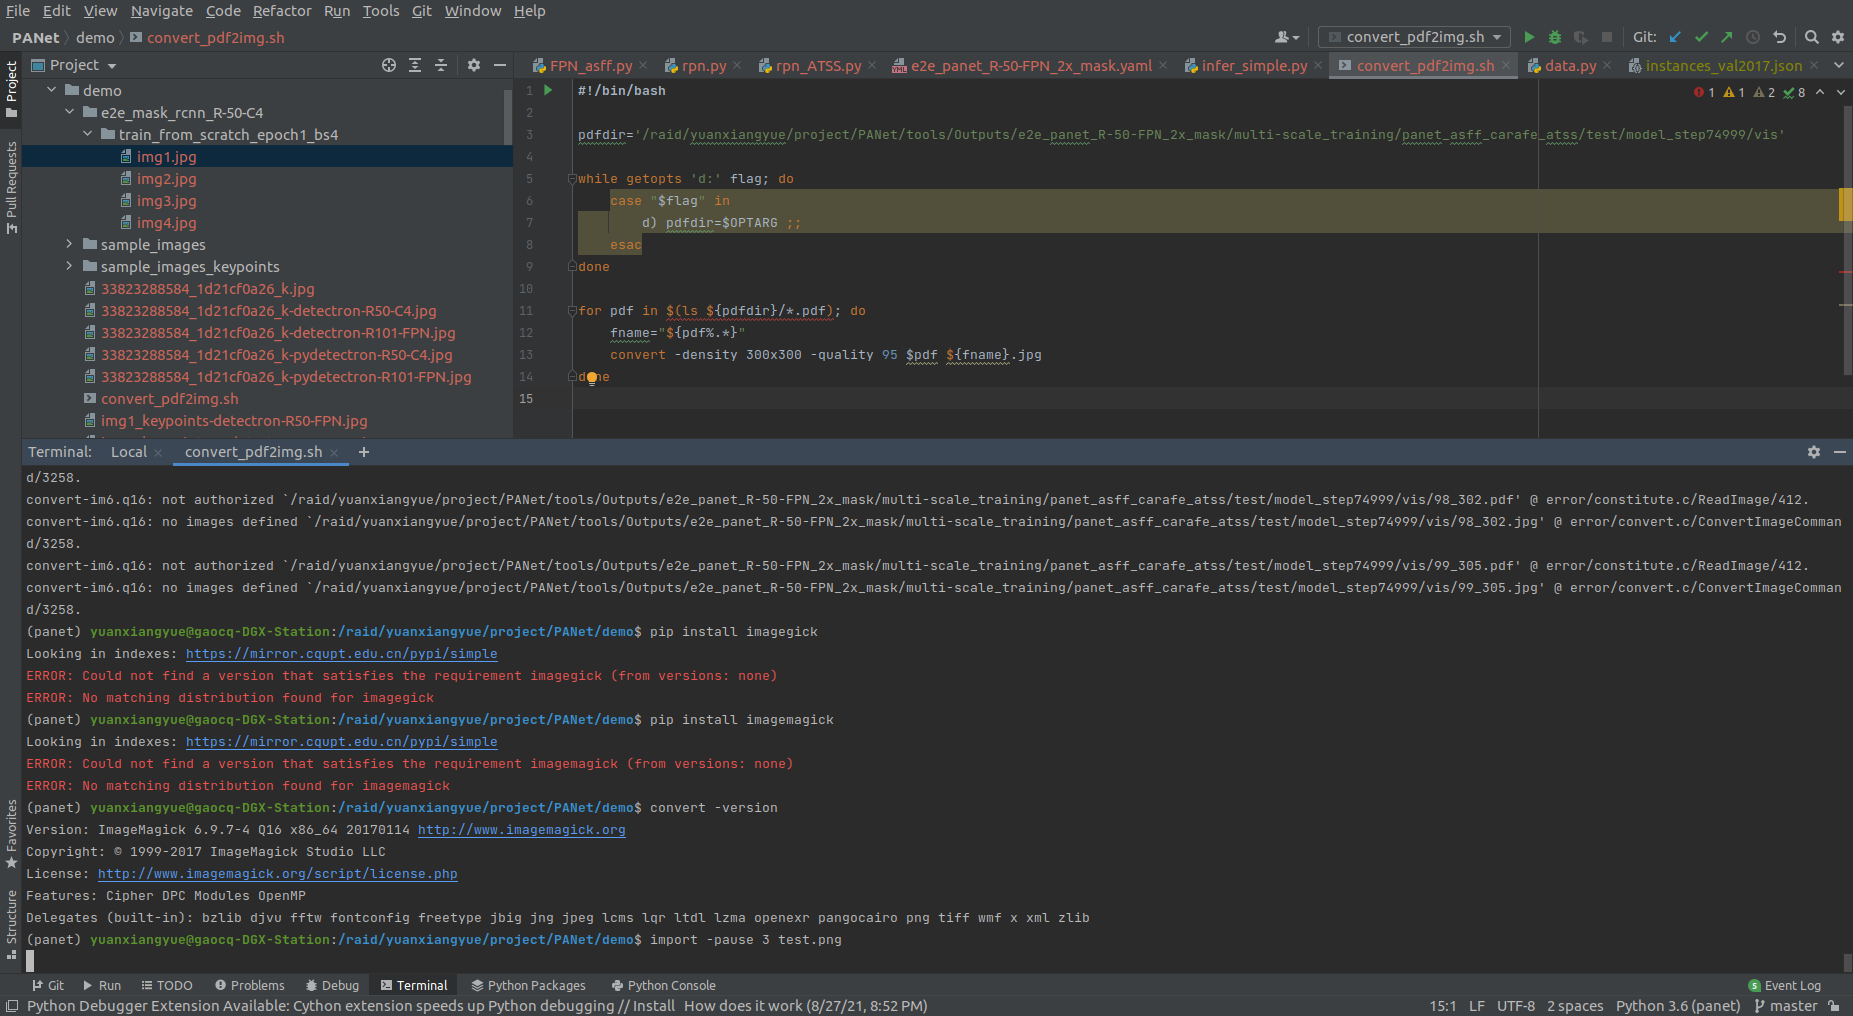 File Edit View Navigate Code Refactor Run Tools Git Window Help
PANet demo convert_pdf2img.sh convert_pdf2img.sh Git:
Project FPN_asff.py rpn.py rpn_ATSS.py e2e_panet_R-50-FPN_2x_mask.yaml infer_simple.py convert_pdf2img.sh data.py instances_val2017.json
Project
Pull Requests
Favorites
Structure
demo
e2e_mask_rcnn_R-50-C4
train_from_scratch_epoch1_bs4
img1.jpg
img2.jpg
img3.jpg
img4.jpg
sample_images
sample_images_keypoints
33823288584_1d21cf0a26_k.jpg
33823288584_1d21cf0a26_k-detectron-R50-C4.jpg
33823288584_1d21cf0a26_k-detectron-R101-FPN.jpg
33823288584_1d21cf0a26_k-pydetectron-R50-C4.jpg
33823288584_1d21cf0a26_k-pydetectron-R101-FPN.jpg
convert_pdf2img.sh
img1_keypoints-detectron-R50-FPN.jpg
1 #!/bin/bash
1 1 2 8
2
3 pdfdir='/raid/yuanxiangyue/project/PANet/tools/Outputs/e2e_panet_R-50-FPN_2x_mask/multi-scale_training/panet_asff_carafe_atss/test/model_step74999/vis'
4
5 while getopts 'd:' flag; do
6 case "$flag" in
7 d) pdfdir=$OPTARG ;;
8 esac
9 done
10
11 for pdf in $(ls ${pdfdir}/*.pdf); do
12 fname="${pdf%.*}"
13 convert -density 300x300 -quality 95 $pdf ${fname}.jpg
14 done
15
Terminal: Local convert_pdf2img.sh +
d/3258.
convert-im6.q16: not authorized `/raid/yuanxiangyue/project/PANet/tools/Outputs/e2e_panet_R-50-FPN_2x_mask/multi-scale_training/panet_asff_carafe_atss/test/model_step74999/vis/98_302.pdf' @ error/constitute.c/ReadImage/412.
convert-im6.q16: no images defined `/raid/yuanxiangyue/project/PANet/tools/Outputs/e2e_panet_R-50-FPN_2x_mask/multi-scale_training/panet_asff_carafe_atss/test/model_step74999/vis/98_302.jpg' @ error/convert.c/ConvertImageComman
d/3258.
convert-im6.q16: not authorized `/raid/yuanxiangyue/project/PANet/tools/Outputs/e2e_panet_R-50-FPN_2x_mask/multi-scale_training/panet_asff_carafe_atss/test/model_step74999/vis/99_305.pdf' @ error/constitute.c/ReadImage/412.
convert-im6.q16: no images defined `/raid/yuanxiangyue/project/PANet/tools/Outputs/e2e_panet_R-50-FPN_2x_mask/multi-scale_training/panet_asff_carafe_atss/test/model_step74999/vis/99_305.jpg' @ error/convert.c/ConvertImageComman
d/3258.
(panet) yuanxiangyue@gaocq-DGX-Station:/raid/yuanxiangyue/project/PANet/demo$ pip install imagegick
Looking in indexes: https://mirror.cqupt.edu.cn/pypi/simple
ERROR: Could not find a version that satisfies the requirement imagegick (from versions: none)
ERROR: No matching distribution found for imagegick
(panet) yuanxiangyue@gaocq-DGX-Station:/raid/yuanxiangyue/project/PANet/demo$ pip install imagemagick
Looking in indexes: https://mirror.cqupt.edu.cn/pypi/simple
ERROR: Could not find a version that satisfies the requirement imagemagick (from versions: none)
ERROR: No matching distribution found for imagemagick
(panet) yuanxiangyue@gaocq-DGX-Station:/raid/yuanxiangyue/project/PANet/demo$ convert -version
Version: ImageMagick 6.9.7-4 Q16 x86_64 20170114 http://www.imagemagick.org
Copyright: © 1999-2017 ImageMagick Studio LLC
License: http://www.imagemagick.org/script/license.php
Features: Cipher DPC Modules OpenMP
Delegates (built-in): bzlib djvu fftw fontconfig freetype jbig jng jpeg lcms lqr ltdl lzma openexr pangocairo png tiff wmf x xml zlib
(panet) yuanxiangyue@gaocq-DGX-Station:/raid/yuanxiangyue/project/PANet/demo$ import -pause 3 test.png
Git Run TODO Problems Debug Terminal Python Packages Python Console 5 Event Log
Python Debugger Extension Available: Cython extension speeds up Python debugging // Install How does it work (8/27/21, 8:52 PM) 15:1 LF UTF-8 2 spaces Python 3.6 (panet) master